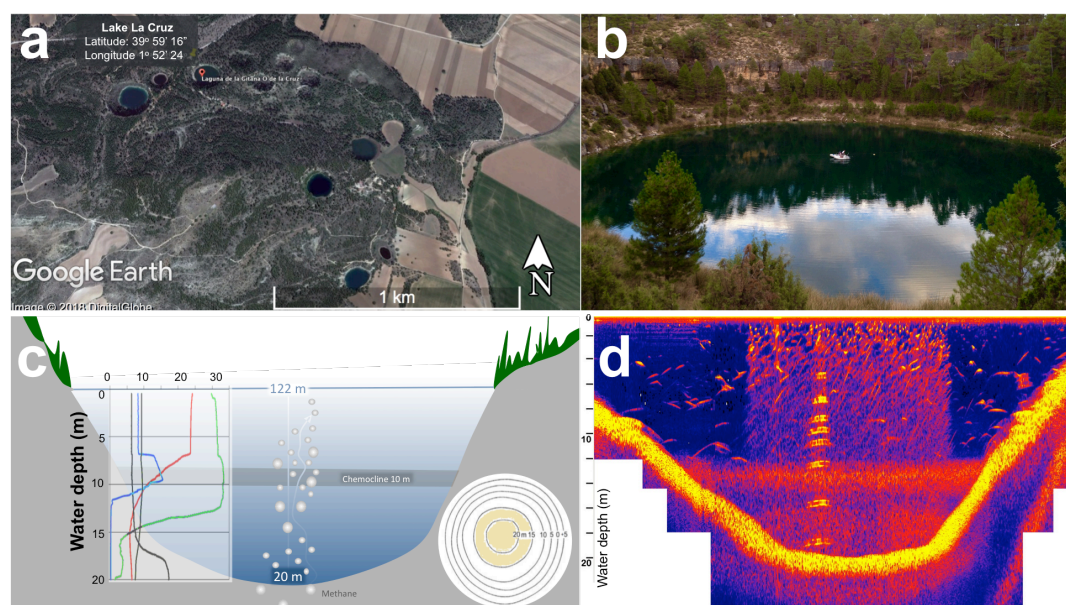 a
Lake La Cruz
Latitude: 39º 59' 16"
Longitude 1º 52' 24
Laguna de la Gitana O de la Cruz
Google Earth
Image © 2018 DigitalGlobe
1 km
N
b
c
0 10 20 30
122 m
0
5
10
15
20
Water depth (m)
Chemocline 10 m
20 m 15 10 5 0 +5
20 m
Methane
d
0
10
20
Water depth (m)